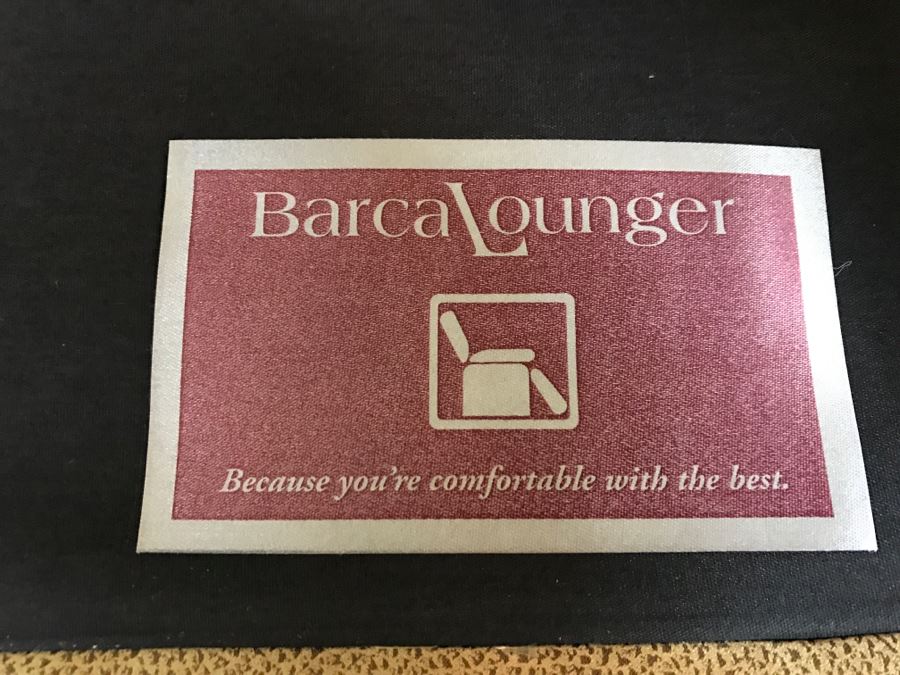 BarcaLounger
Because you're comfortable with the best.